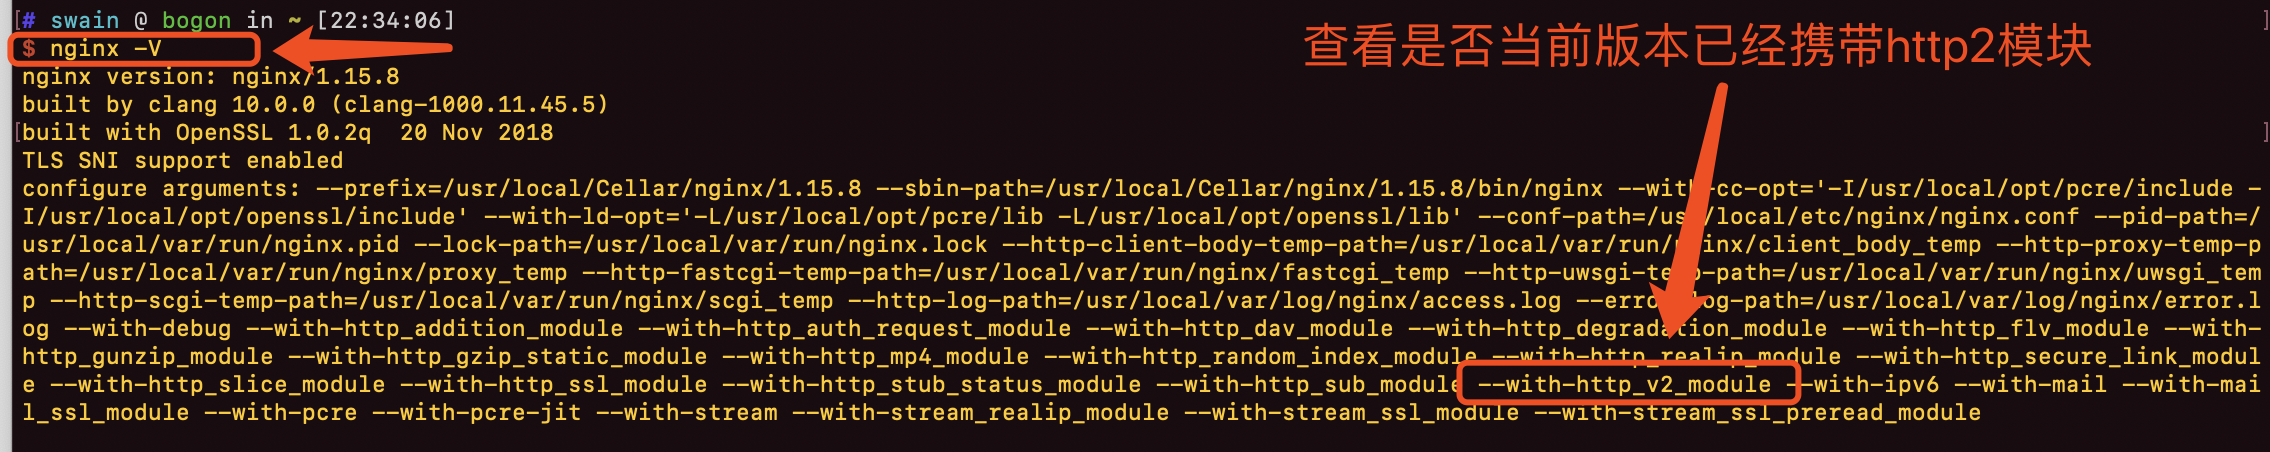 # swain @ bogon in ~ [22:34:06]
$ nginx -V
查看是否当前版本已经携带http2模块
nginx version: nginx/1.15.8
built by clang 10.0.0 (clang-1000.11.45.5)
built with OpenSSL 1.0.2q  20 Nov 2018
TLS SNI support enabled
configure arguments: --prefix=/usr/local/Cellar/nginx/1.15.8 --sbin-path=/usr/local/Cellar/nginx/1.15.8/bin/nginx --with-cc-opt='-I/usr/local/opt/pcre/include -
I/usr/local/opt/openssl/include' --with-ld-opt='-L/usr/local/opt/pcre/lib -L/usr/local/opt/openssl/lib' --conf-path=/usr/local/etc/nginx/nginx.conf --pid-path=/
usr/local/var/run/nginx.pid --lock-path=/usr/local/var/run/nginx.lock --http-client-body-temp-path=/usr/local/var/run/nginx/client_body_temp --http-proxy-temp-p
ath=/usr/local/var/run/nginx/proxy_temp --http-fastcgi-temp-path=/usr/local/var/run/nginx/fastcgi_temp --http-uwsgi-temp-path=/usr/local/var/run/nginx/uwsgi_tem
p --http-scgi-temp-path=/usr/local/var/run/nginx/scgi_temp --http-log-path=/usr/local/var/log/nginx/access.log --error-log-path=/usr/local/var/log/nginx/error.l
og --with-debug --with-http_addition_module --with-http_auth_request_module --with-http_dav_module --with-http_degradation_module --with-http_flv_module --with-
http_gunzip_module --with-http_gzip_static_module --with-http_mp4_module --with-http_random_index_module --with-http_realip_module --with-http_secure_link_modul
e --with-http_slice_module --with-http_ssl_module --with-http_stub_status_module --with-http_sub_module --with-http_v2_module --with-ipv6 --with-mail --with-mai
l_ssl_module --with-pcre --with-pcre-jit --with-stream --with-stream_realip_module --with-stream_ssl_module --with-stream_ssl_preread_module